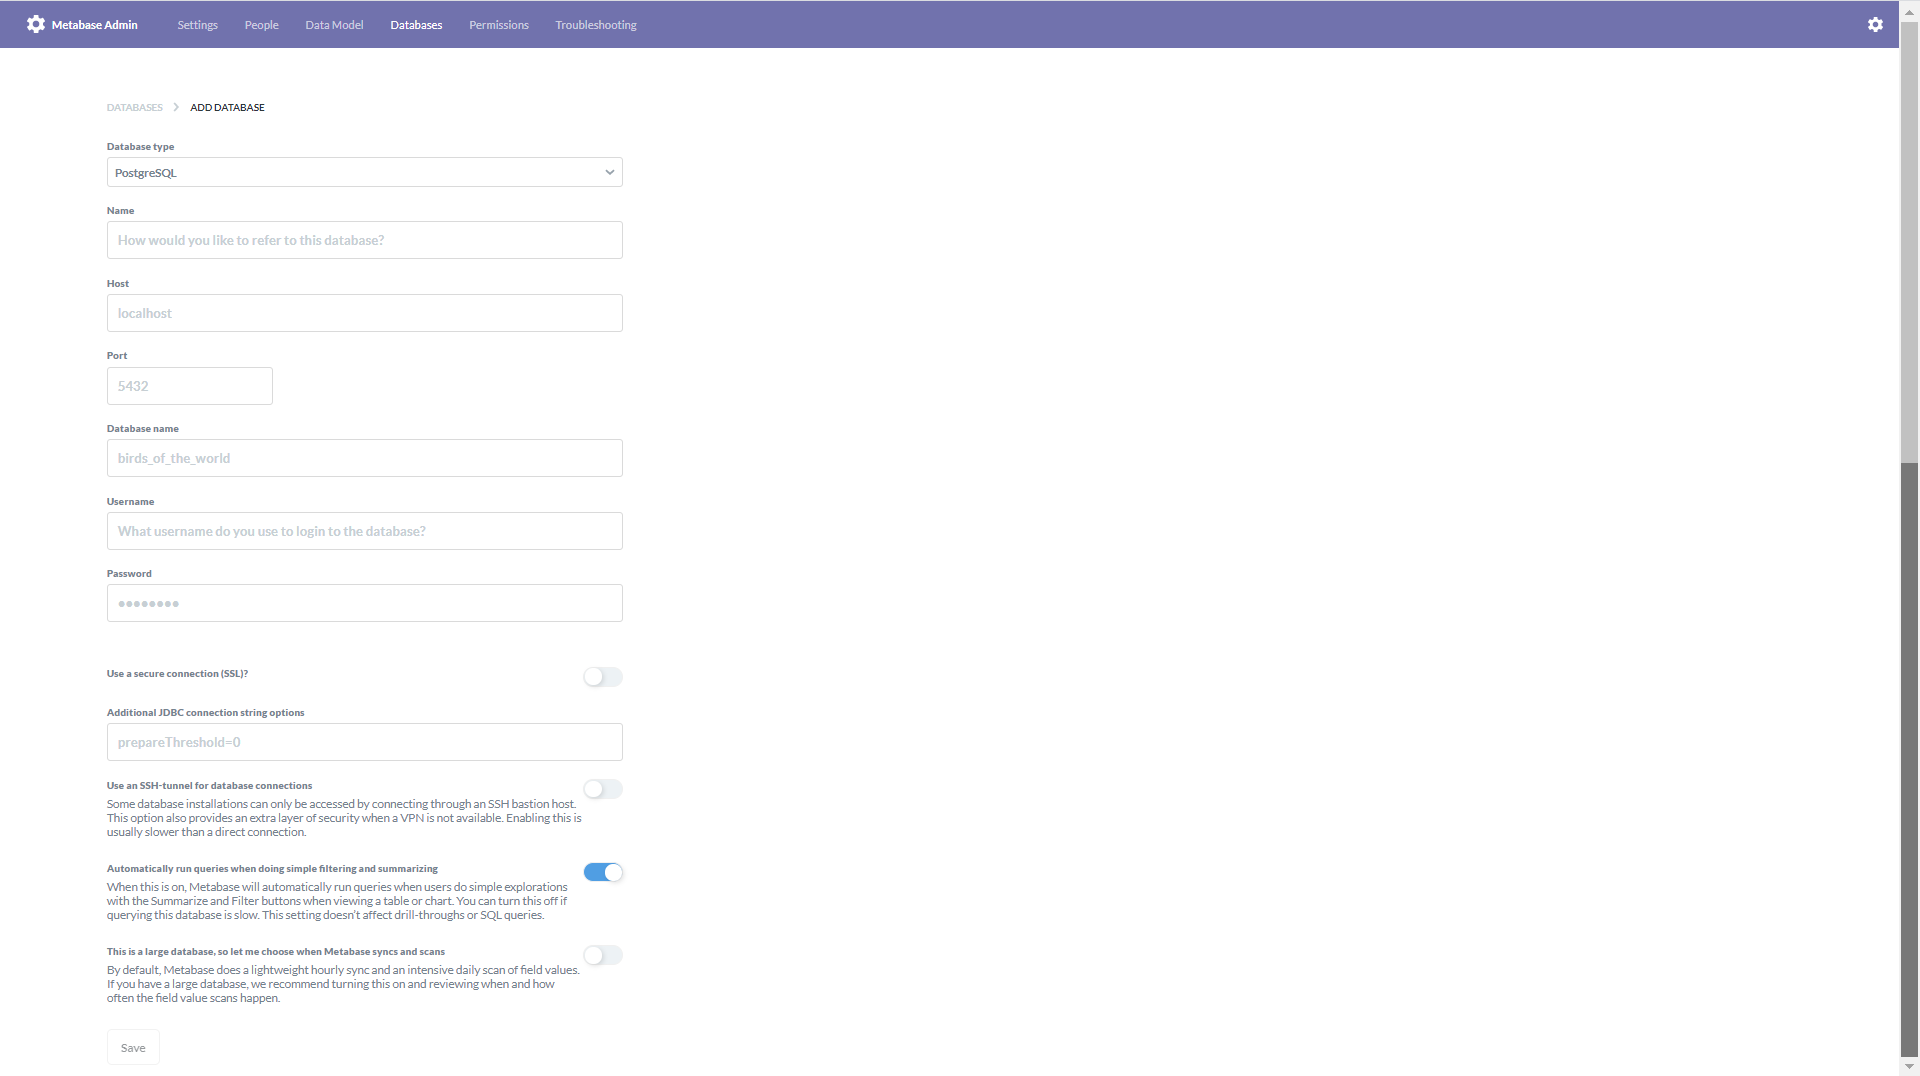 Metabase Admin Settings People Data Model Databases Permissions Troubleshooting
DATABASES > ADD DATABASE
Database type
PostgreSQL
Name
How would you like to refer to this database?
Host
localhost
Port
5432
Database name
birds_of_the_world
Username
What username do you use to login to the database?
Password
••••••••
Use a secure connection (SSL)?
Additional JDBC connection string options
prepareThreshold=0
Use an SSH-tunnel for database connections
Some database installations can only be accessed by connecting through an SSH bastion host.
This option also provides an extra layer of security when a VPN is not available. Enabling this is
usually slower than a direct connection.
Automatically run queries when doing simple filtering and summarizing
When this is on, Metabase will automatically run queries when users do simple explorations
with the Summarize and Filter buttons when viewing a table or chart. You can turn this off if
querying this database is slow. This setting doesn't affect drill-throughs or SQL queries.
This is a large database, so let me choose when Metabase syncs and scans
By default, Metabase does a lightweight hourly sync and an intensive daily scan of field values.
If you have a large database, we recommend turning this on and reviewing when and how
often the field value scans happen.
Save